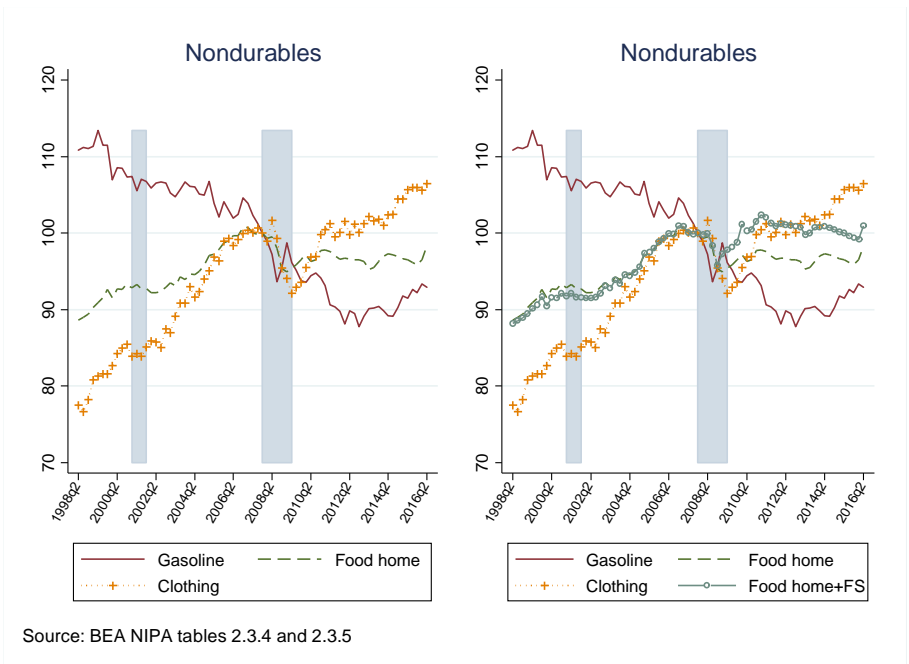 Nondurables
120
110
100
90
80
70
1998q2
2000q2
2002q2
2004q2
2006q2
2008q2
2010q2
2012q2
2014q2
2016q2
Gasoline
Food home
Clothing
Nondurables
120
110
100
90
80
70
1998q2
2000q2
2002q2
2004q2
2006q2
2008q2
2010q2
2012q2
2014q2
2016q2
Gasoline
Food home
Clothing
Food home+FS
Source: BEA NIPA tables 2.3.4 and 2.3.5